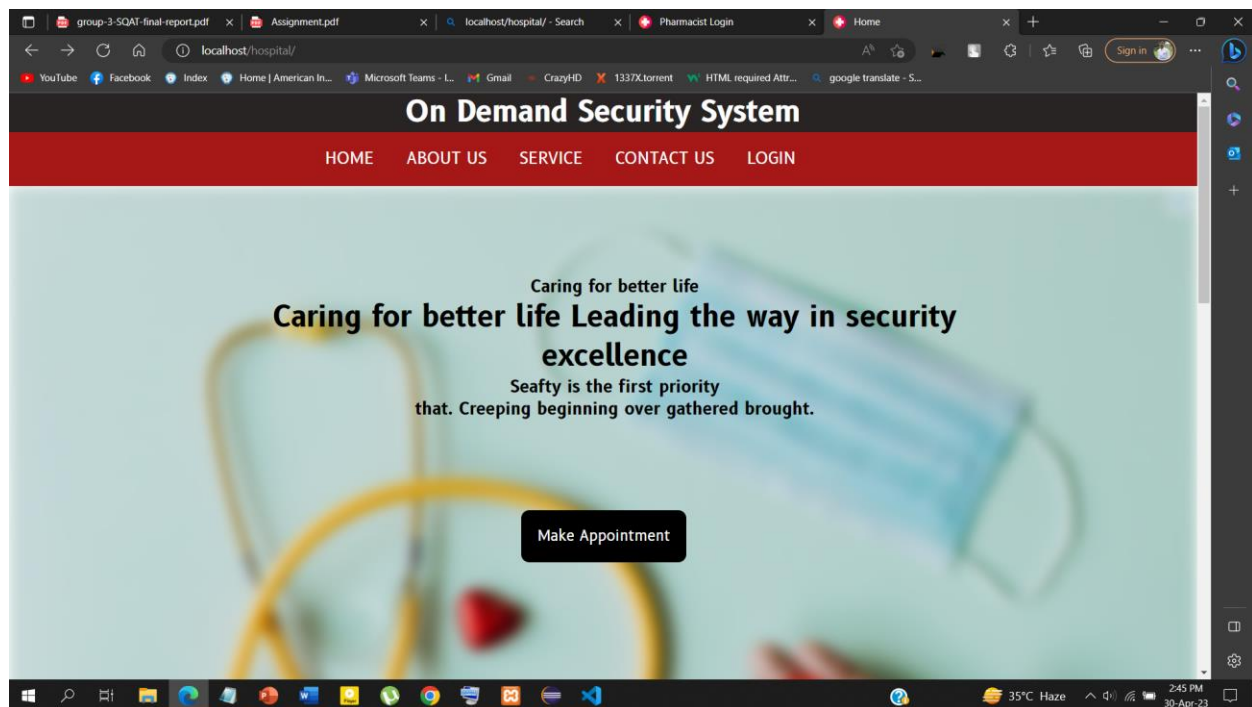 group-3-SQAT-final-report.pdf
Assignment.pdf
localhost/hospital/ - Search
Pharmacist Login
Home
localhost/hospital/
Sign in
YouTube Facebook Index Home | American In... Microsoft Teams - L... Gmail CrazyHD 1337X.torrent HTML required Attr... google translate - S...
On Demand Security System
HOME ABOUT US SERVICE CONTACT US LOGIN
Caring for better life
Caring for better life Leading the way in security
excellence
Seafty is the first priority
that. Creeping beginning over gathered brought.
Make Appointment
35°C Haze
2:45 PM
30-Apr-23